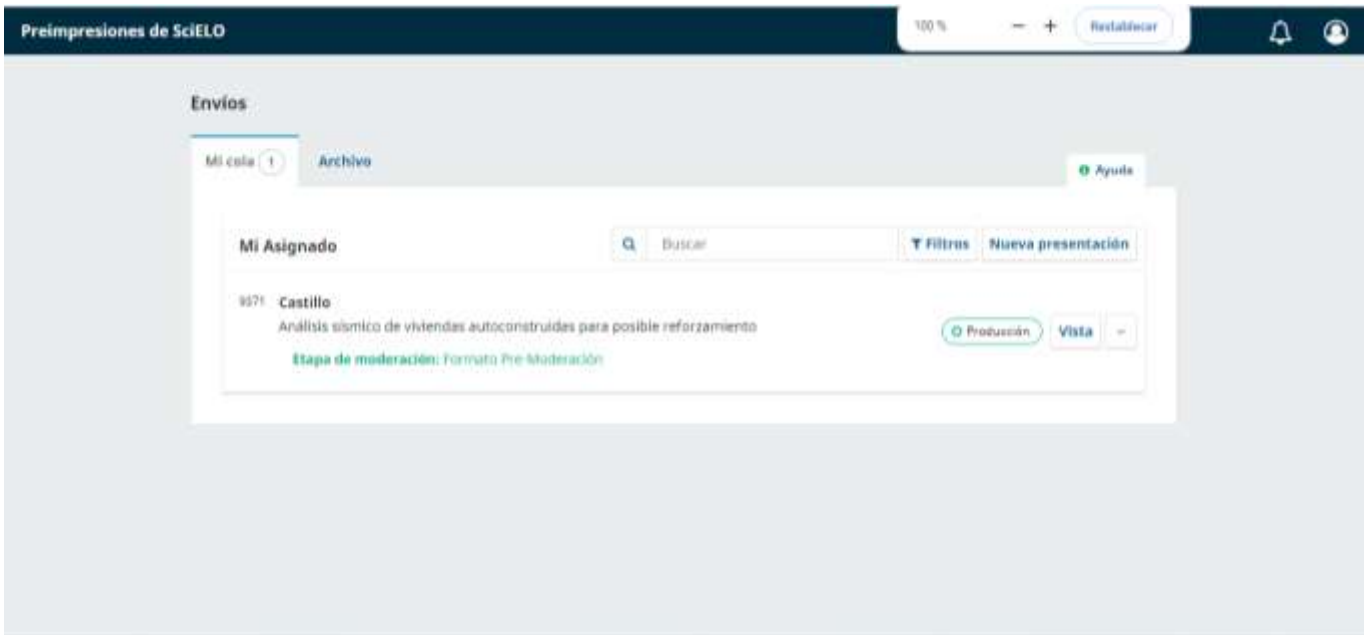 Preimpresiones de SciELO
100 %
Restablecer
Envíos
Mi cola 1
Archivo
Ayuda
Mi Asignado
Buscar
Filtros
Nueva presentación
9371 Castillo
Análisis sísmico de viviendas autoconstruidas para posible reforzamiento
Producción
Vista
Etapa de moderación: Formato Pre-Moderación